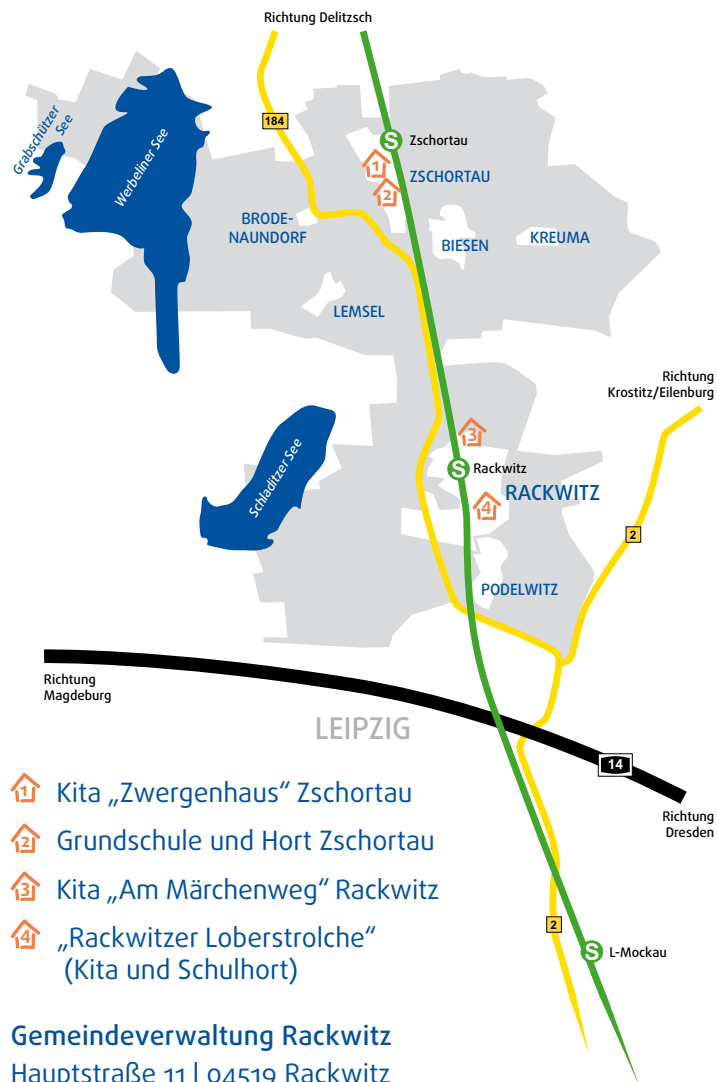 Richtung Delitzsch
Grabschützer
See
Werbeliner See
184
S Zschortau
1
ZSCHORTAU
2
BRODE-
NAUNDORF
BIESEN
KREUMA
LEMSEL
Richtung
Krostitz/Eilenburg
Schladitzer See
3
S Rackwitz
RACKWITZ
4
2
PODELWITZ
Richtung
Magdeburg
LEIPZIG
14
Richtung
Dresden
1 Kita „Zwergenhaus“ Zschortau
2 Grundschule und Hort Zschortau
3 Kita „Am Märchenweg“ Rackwitz
4 „Rackwitzer Loberstrolche“
(Kita und Schulhort)
2
S L-Mockau
Gemeindeverwaltung Rackwitz
Hauptstraße 11 | 04519 Rackwitz